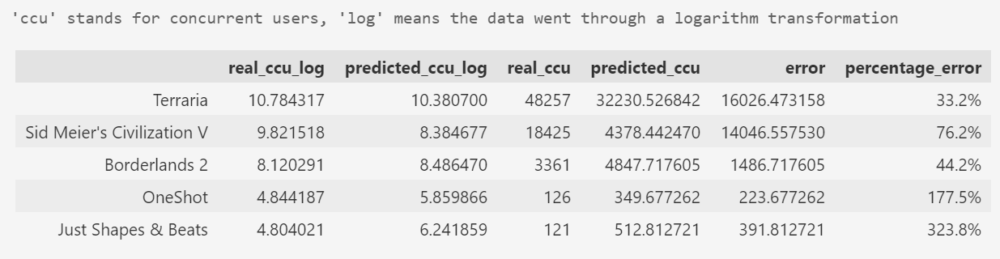 'ccu' stands for concurrent users, 'log' means the data went through a logarithm transformation
real_ccu_log predicted_ccu_log real_ccu predicted_ccu error percentage_error
Terraria 10.784317 10.380700 48257 32230.526842 16026.473158 33.2%
Sid Meier's Civilization V 9.821518 8.384677 18425 4378.442470 14046.557530 76.2%
Borderlands 2 8.120291 8.486470 3361 4847.717605 1486.717605 44.2%
OneShot 4.844187 5.859866 126 349.677262 223.677262 177.5%
Just Shapes & Beats 4.804021 6.241859 121 512.812721 391.812721 323.8%